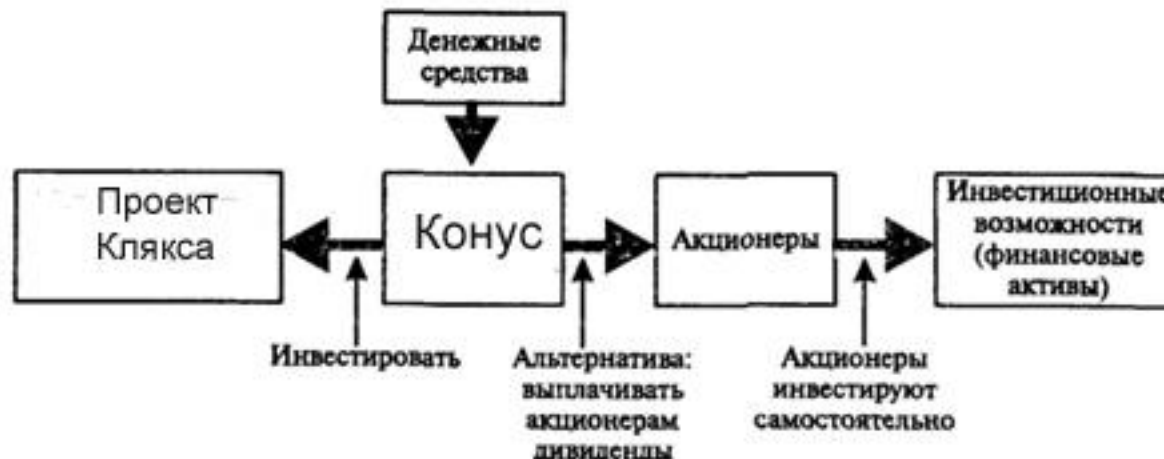 Денежные
средства
Проект
Клякса
Конус
Акционеры
Инвестиционные
возможности
(финансовые
активы)
Инвестировать
Альтернатива:
выплачивать
акционерам
дивиденды
Акционеры
инвестируют
самостоятельно